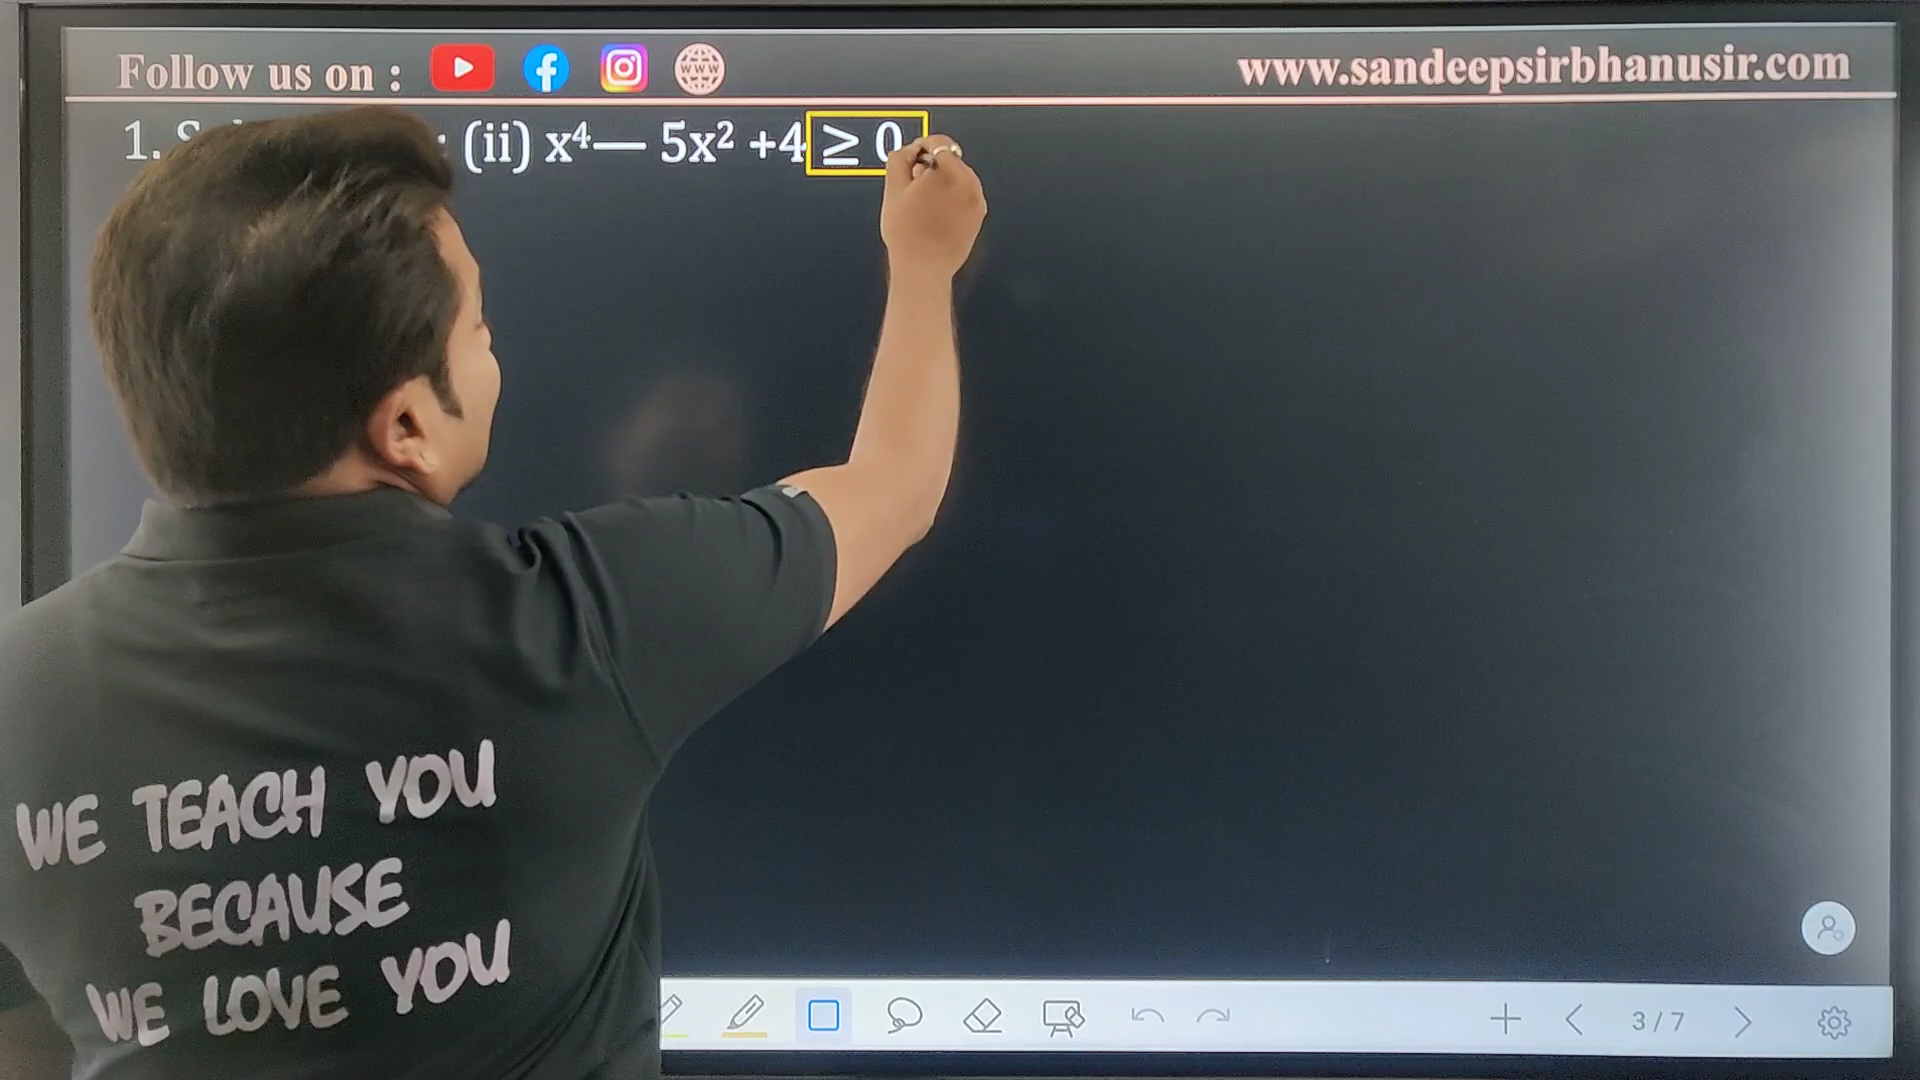 Follow us on :
www.sandeepsirbhanusir.com
1. : (ii) x⁴— 5x² +4 ≥ 0
WE TEACH YOU
BECAUSE
WE LOVE YOU
3 / 7